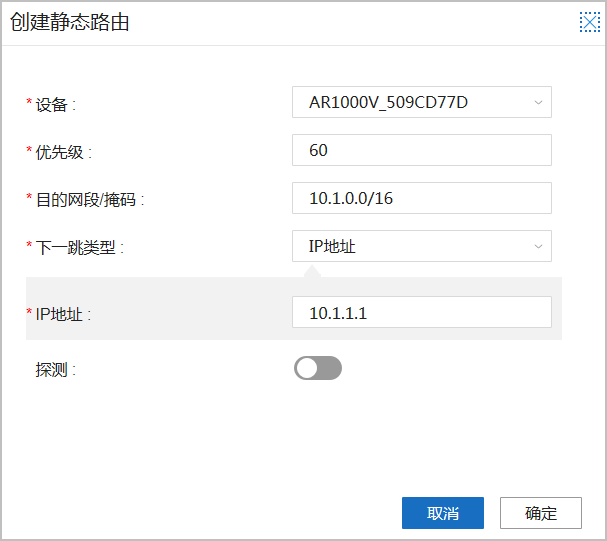 创建静态路由
* 设备 : AR1000V_509CD77D
* 优先级 : 60
* 目的网段/掩码 : 10.1.0.0/16
* 下一跳类型 : IP地址
* IP地址 : 10.1.1.1
探测 :
取消 确定